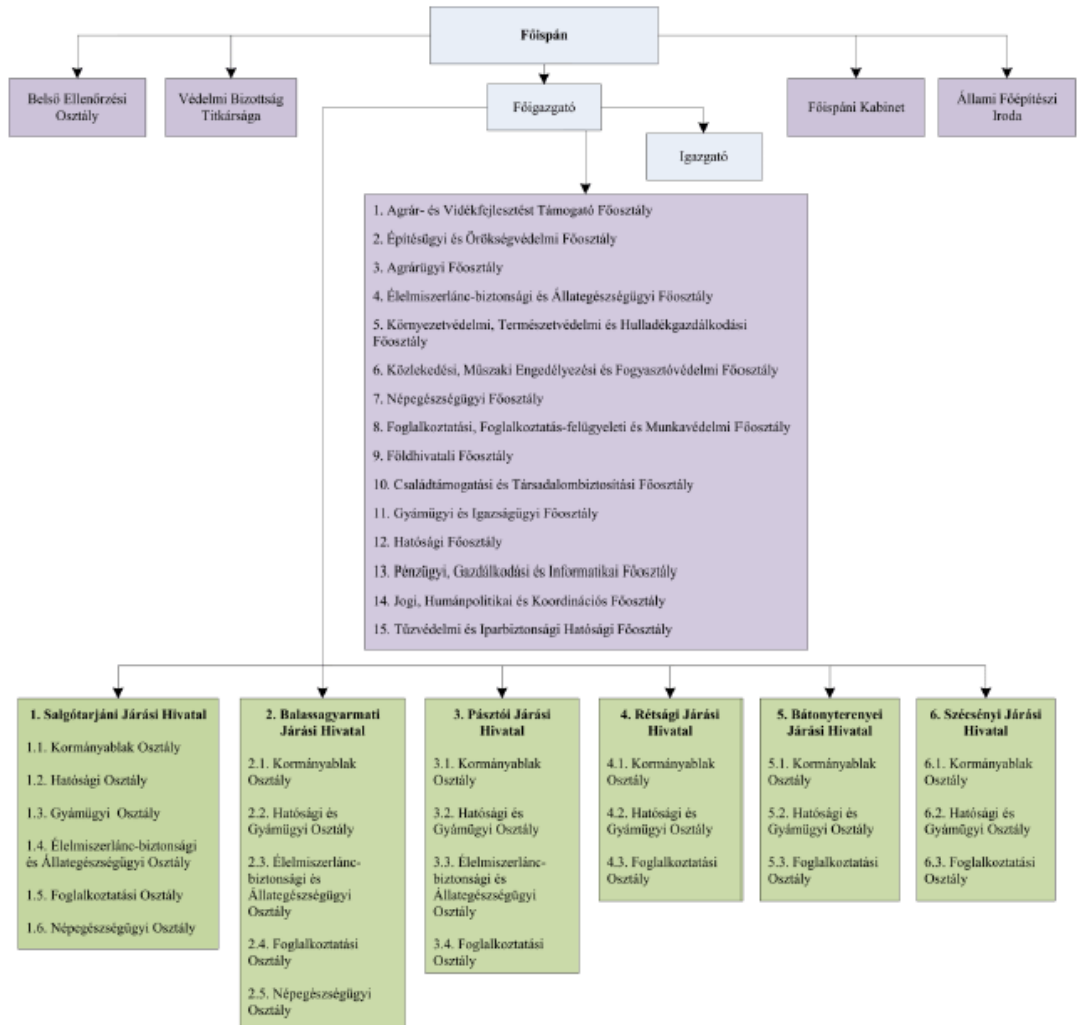 Főispán
Belső Ellenőrzési
Osztály
Védelmi Bizottság
Titkársága
Főigazgató
Főispáni Kabinet
Állami Főépítészi
Iroda
Igazgató
1. Agrár- és Vidékfejlesztést Támogató Főosztály
2. Építésügyi és Örökségvédelmi Főosztály
3. Agrárügyi Főosztály
4. Élelmiszerlánc-biztonsági és Állategészségügyi Főosztály
5. Környezetvédelmi, Természetvédelmi és Hulladékgazdálkodási
Főosztály
6. Közlekedési, Műszaki Engedélyezési és Fogyasztóvédelmi Főosztály
7. Népegészségügyi Főosztály
8. Foglalkoztatási, Foglalkoztatás-felügyeleti és Munkavédelmi Főosztály
9. Földhivatali Főosztály
10. Családtámogatási és Társadalombiztosítási Főosztály
11. Gyámügyi és Igazságügyi Főosztály
12. Hatósági Főosztály
13. Pénzügyi, Gazdálkodási és Informatikai Főosztály
14. Jogi, Humánpolitikai és Koordinációs Főosztály
15. Tűzvédelmi és Iparbiztonsági Hatósági Főosztály
1. Salgótarjáni Járási Hivatal
1.1. Kormányablak Osztály
1.2. Hatósági Osztály
1.3. Gyámügyi Osztály
1.4. Élelmiszerlánc-biztonsági
és Állategészségügyi Osztály
1.5. Foglalkoztatási Osztály
1.6. Népegészségügyi Osztály
2. Balassagyarmati
Járási Hivatal
2.1. Kormányablak
Osztály
2.2. Hatósági és
Gyámügyi Osztály
2.3. Élelmiszerlánc-
biztonsági és
Állategészségügyi
Osztály
2.4. Foglalkoztatási
Osztály
2.5. Népegészségügyi
Osztály
3. Pásztói Járási
Hivatal
3.1. Kormányablak
Osztály
3.2. Hatósági és
Gyámügyi Osztály
3.3. Élelmiszerlánc-
biztonsági és
Állategészségügyi
Osztály
3.4. Foglalkoztatási
Osztály
4. Rétsági Járási
Hivatal
4.1. Kormányablak
Osztály
4.2. Hatósági és
Gyámügyi Osztály
4.3. Foglalkoztatási
Osztály
5. Bátonyterenyei
Járási Hivatal
5.1. Kormányablak
Osztály
5.2. Hatósági és
Gyámügyi Osztály
5.3. Foglalkoztatási
Osztály
6. Szécsényi Járási
Hivatal
6.1. Kormányablak
Osztály
6.2. Hatósági és
Gyámügyi Osztály
6.3. Foglalkoztatási
Osztály